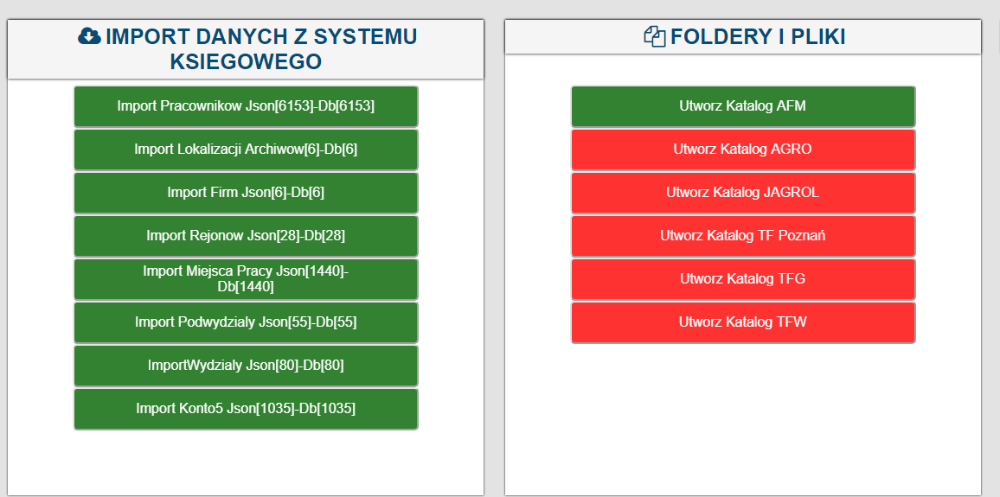 IMPORT DANYCH Z SYSTEMU
KSIEGOWEGO
Import Pracownikow Json[6153]-Db[6153]
Import Lokalizacji Archiwow[6]-Db[6]
Import Firm Json[6]-Db[6]
Import Rejonow Json[28]-Db[28]
Import Miejsca Pracy Json[1440]-
Db[1440]
Import Podwydzialy Json[55]-Db[55]
ImportWydzialy Json[80]-Db[80]
Import Konto5 Json[1035]-Db[1035]
FOLDERY I PLIKI
Utworz Katalog AFM
Utworz Katalog AGRO
Utworz Katalog JAGROL
Utworz Katalog TF Poznań
Utworz Katalog TFG
Utworz Katalog TFW